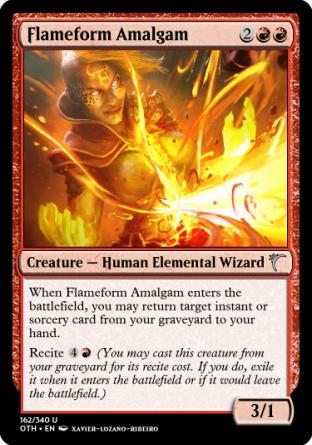 Flameform Amalgam 2
Creature — Human Elemental Wizard
When Flameform Amalgam enters the
battlefield, you may return target instant or
sorcery card from your graveyard to your
hand.
Recite 4 (You may cast this creature from
your graveyard for its recite cost. If you do, exile
it when it enters the battlefield or if it would leave
the battlefield.)
3/1
162/340 U
OTH • EN XAVIER-LOZANO-RIBEIRO